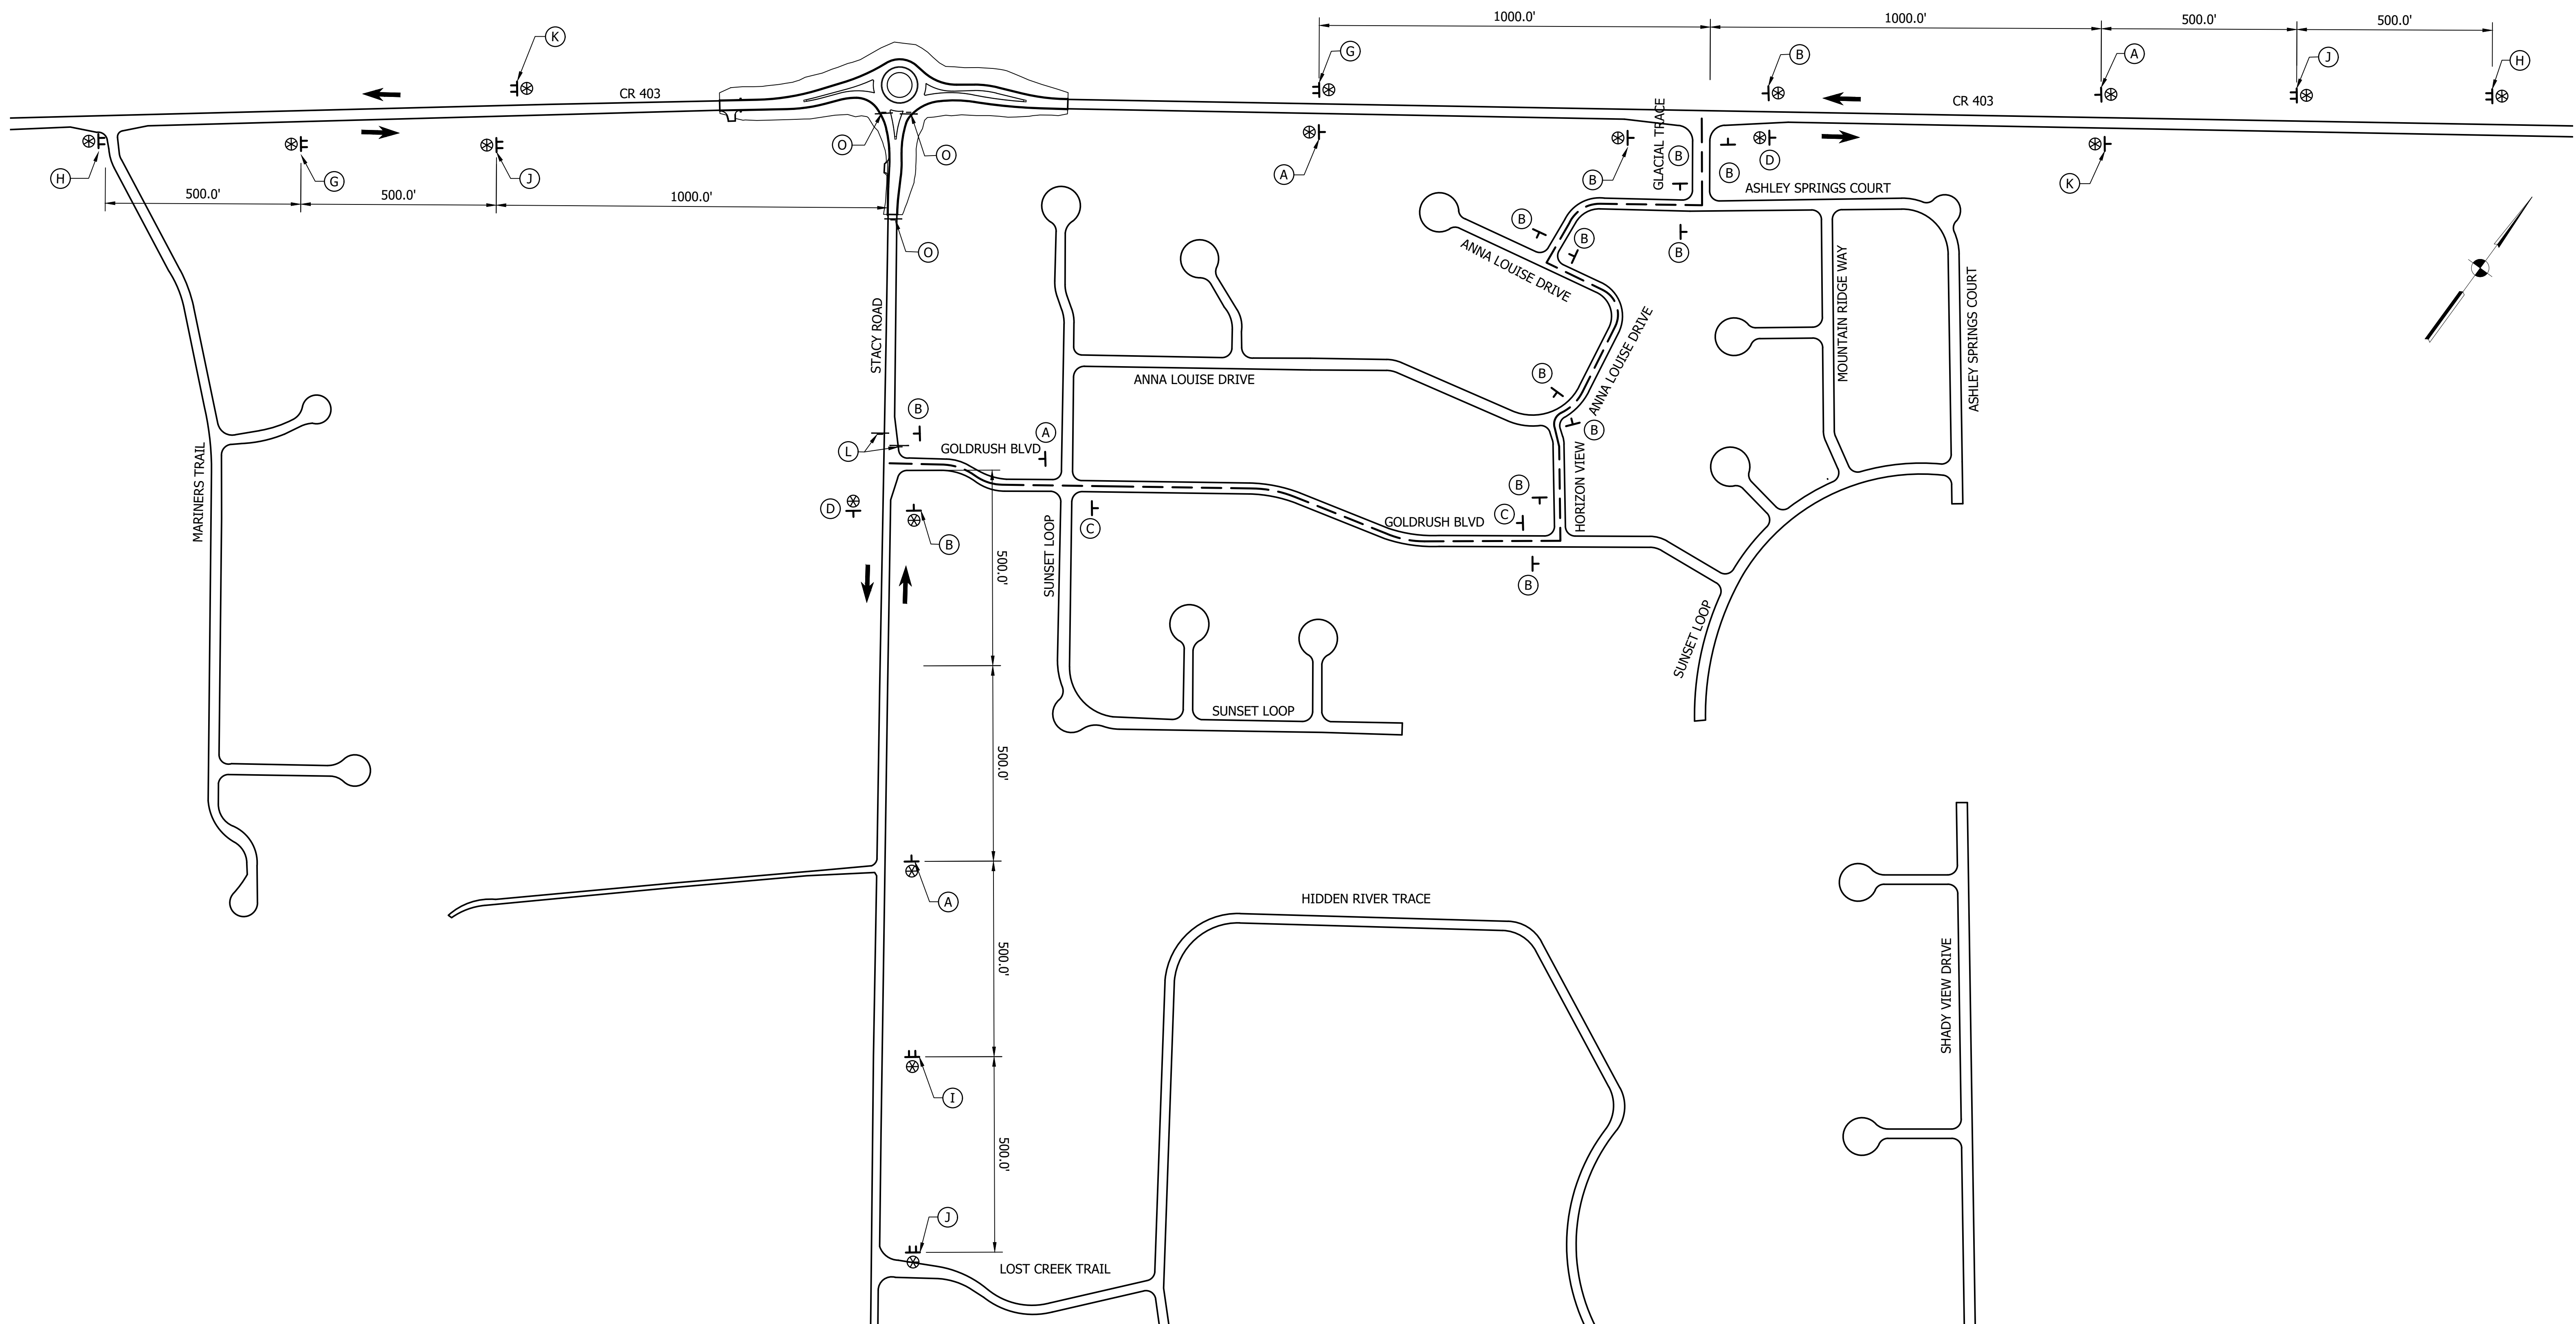 1000.0'
1000.0'
500.0'
500.0'
K
G
B
A
J
H
CR 403
CR 403
O
O
H
G
J
A
B
B
B
D
K
GLACIAL TRACE
ASHLEY SPRINGS COURT
500.0'
500.0'
1000.0'
O
B
B
B
ANNA LOUISE DRIVE
STACY ROAD
ANNA LOUISE DRIVE
MOUNTAIN RIDGE WAY
ASHLEY SPRINGS COURT
ANNA LOUISE DRIVE
B
B
A
B
L
GOLDRUSH BLVD
MARINERS TRAIL
HORIZON VIEW
B
C
D
B
C
GOLDRUSH BLVD
SUNSET LOOP
500.0'
B
SUNSET LOOP
SUNSET LOOP
500.0'
A
HIDDEN RIVER TRACE
500.0'
SHADY VIEW DRIVE
I
500.0'
J
LOST CREEK TRAIL